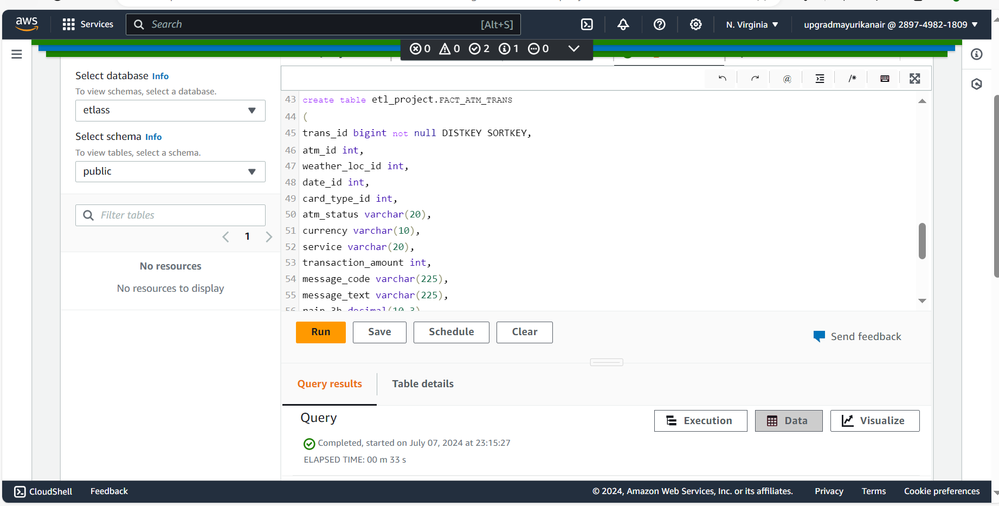 aws
Services
Search
[Alt+S]
N. Virginia
upgradmayurikanair @ 2897-4982-1809
0 0 2 1 0
Select database Info
To view schemas, select a database.
etlass
Select schema Info
To view tables, select a schema.
public
Filter tables
1
No resources
No resources to display
@
/*
43 create table etl_project.FACT_ATM_TRANS
44 (
45 trans_id bigint not null DISTKEY SORTKEY,
46 atm_id int,
47 weather_loc_id int,
48 date_id int,
49 card_type_id int,
50 atm_status varchar(20),
51 currency varchar(10),
52 service varchar(20),
53 transaction_amount int,
54 message_code varchar(225),
55 message_text varchar(225),
56 rain_3h decimal(10,3)
Run
Save
Schedule
Clear
Send feedback
Query results
Table details
Query
Execution
Data
Visualize
Completed, started on July 07, 2024 at 23:15:27
ELAPSED TIME: 00 m 33 s
CloudShell
Feedback
© 2024, Amazon Web Services, Inc. or its affiliates.
Privacy
Terms
Cookie preferences